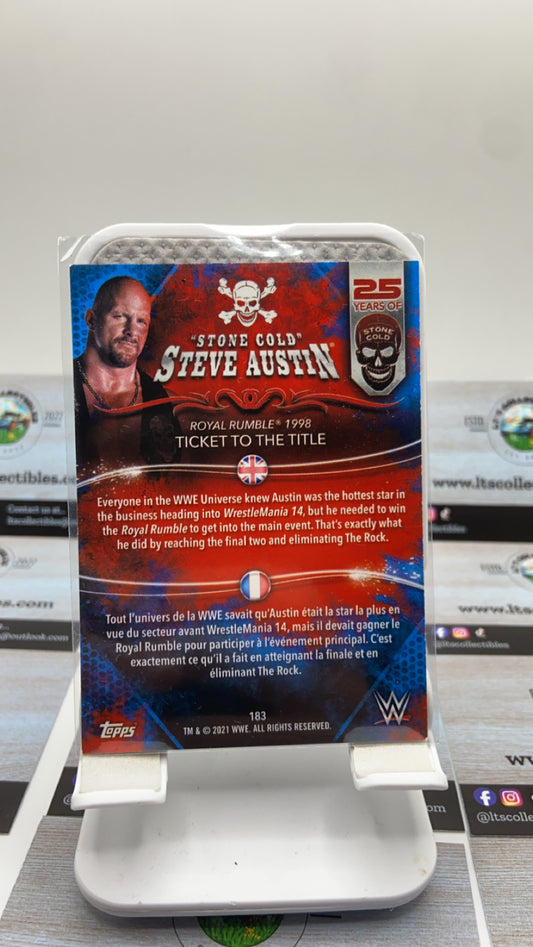 25
YEARS OF
STONE
COLD
"STONE COLD"
STEVE AUSTIN®
ROYAL RUMBLE® 1998
TICKET TO THE TITLE
Everyone in the WWE Universe knew Austin was the hottest star in
the business heading into WrestleMania 14, but he needed to win
the Royal Rumble to get into the main event. That's exactly what
he did by reaching the final two and eliminating The Rock.
Tout l'univers de la WWE savait qu'Austin était la star la plus en
vue du secteur avant WrestleMania 14, mais il devait gagner le
Royal Rumble pour participer à l'événement principal. C'est
exactement ce qu'il a fait en atteignant la finale et en
éliminant The Rock.
183
TM & © 2021 WWE. ALL RIGHTS RESERVED.
Topps
W
www.ltscollectibles.co
@ltscollectibles
@ltscolle